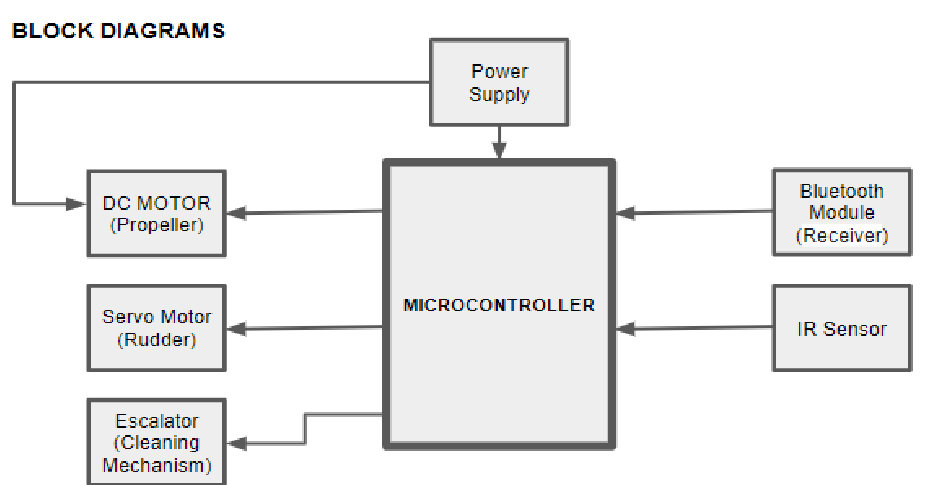 BLOCK DIAGRAMS
Power
Supply
DC MOTOR
(Propeller)
Bluetooth
Module
(Receiver)
MICROCONTROLLER
Servo Motor
(Rudder)
IR Sensor
Escalator
(Cleaning
Mechanism)